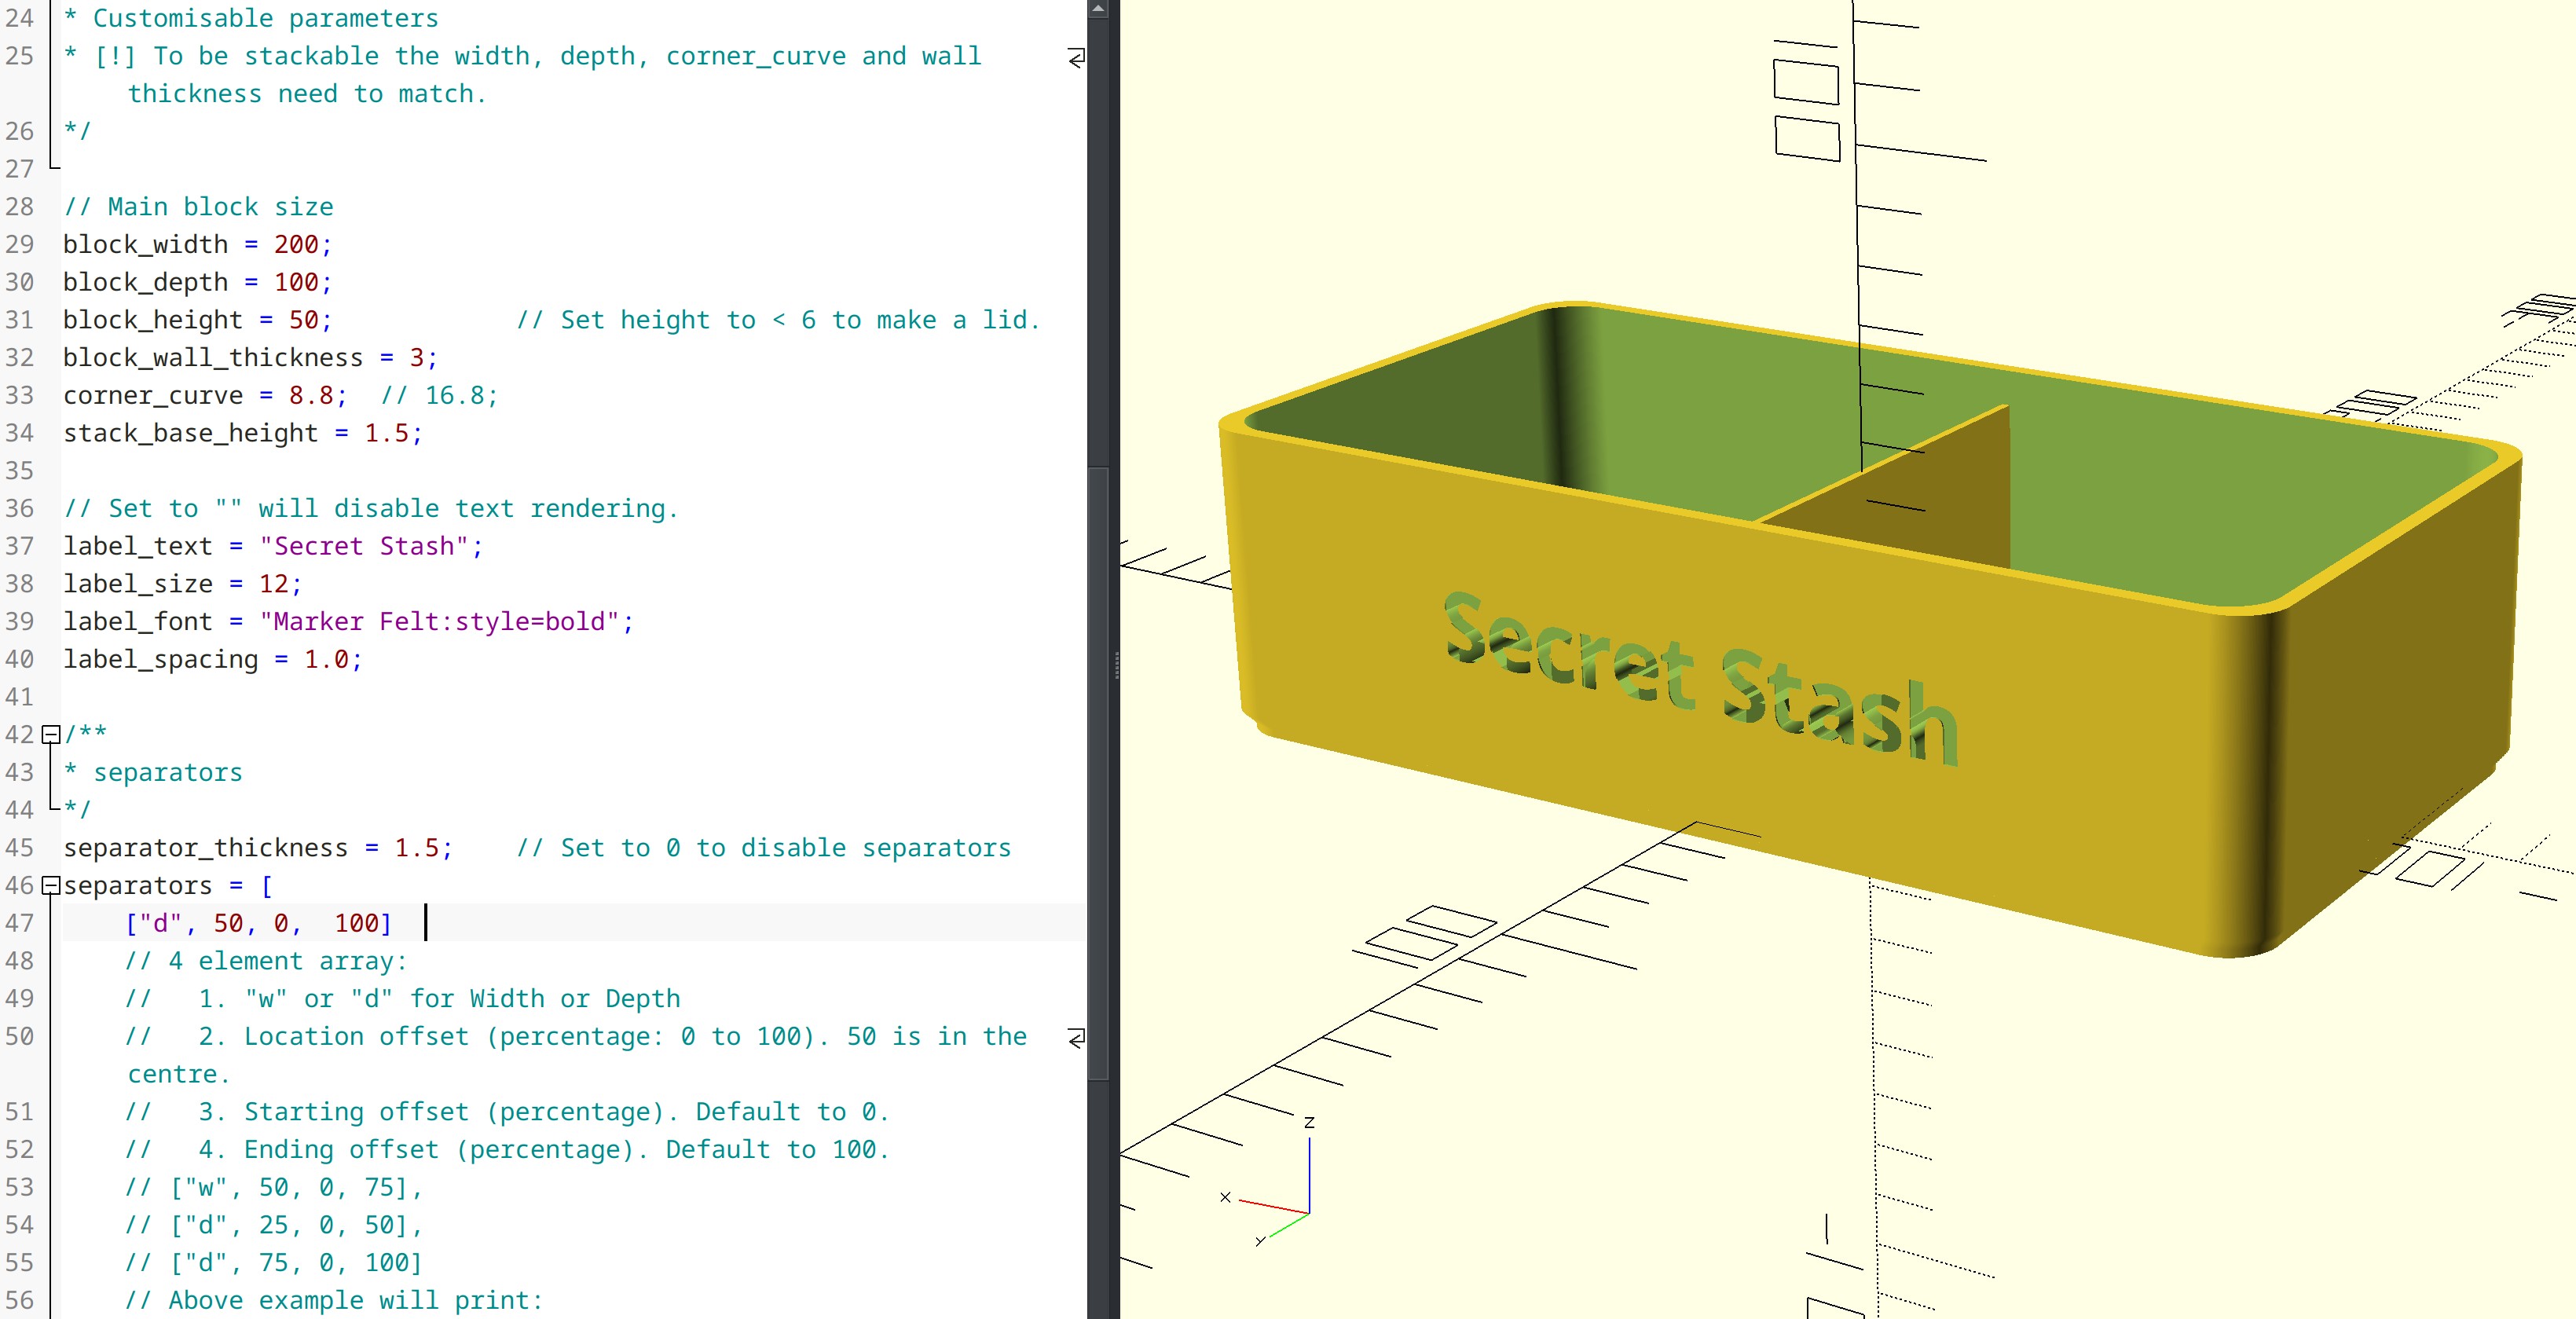 24 * Customisable parameters
25 * [!] To be stackable the width, depth, corner_curve and wall
thickness need to match.
26 */
27
28 // Main block size
29 block_width = 200;
30 block_depth = 100;
31 block_height = 50; // Set height to < 6 to make a lid.
32 block_wall_thickness = 3;
33 corner_curve = 8.8; // 16.8;
34 stack_base_height = 1.5;
35
36 // Set to "" will disable text rendering.
37 label_text = "Secret Stash";
38 label_size = 12;
39 label_font = "Marker Felt:style=bold";
40 label_spacing = 1.0;
41
42 /**
43 * separators
44 */
45 separator_thickness = 1.5; // Set to 0 to disable separators
46 separators = [
47 ["d", 50, 0, 100]
48 // 4 element array:
49 // 1. "w" or "d" for Width or Depth
50 // 2. Location offset (percentage: 0 to 100). 50 is in the
centre.
51 // 3. Starting offset (percentage). Default to 0.
52 // 4. Ending offset (percentage). Default to 100.
53 // ["w", 50, 0, 75],
54 // ["d", 25, 0, 50],
55 // ["d", 75, 0, 100]
56 // Above example will print:
Secret Stash
Z
X
Y